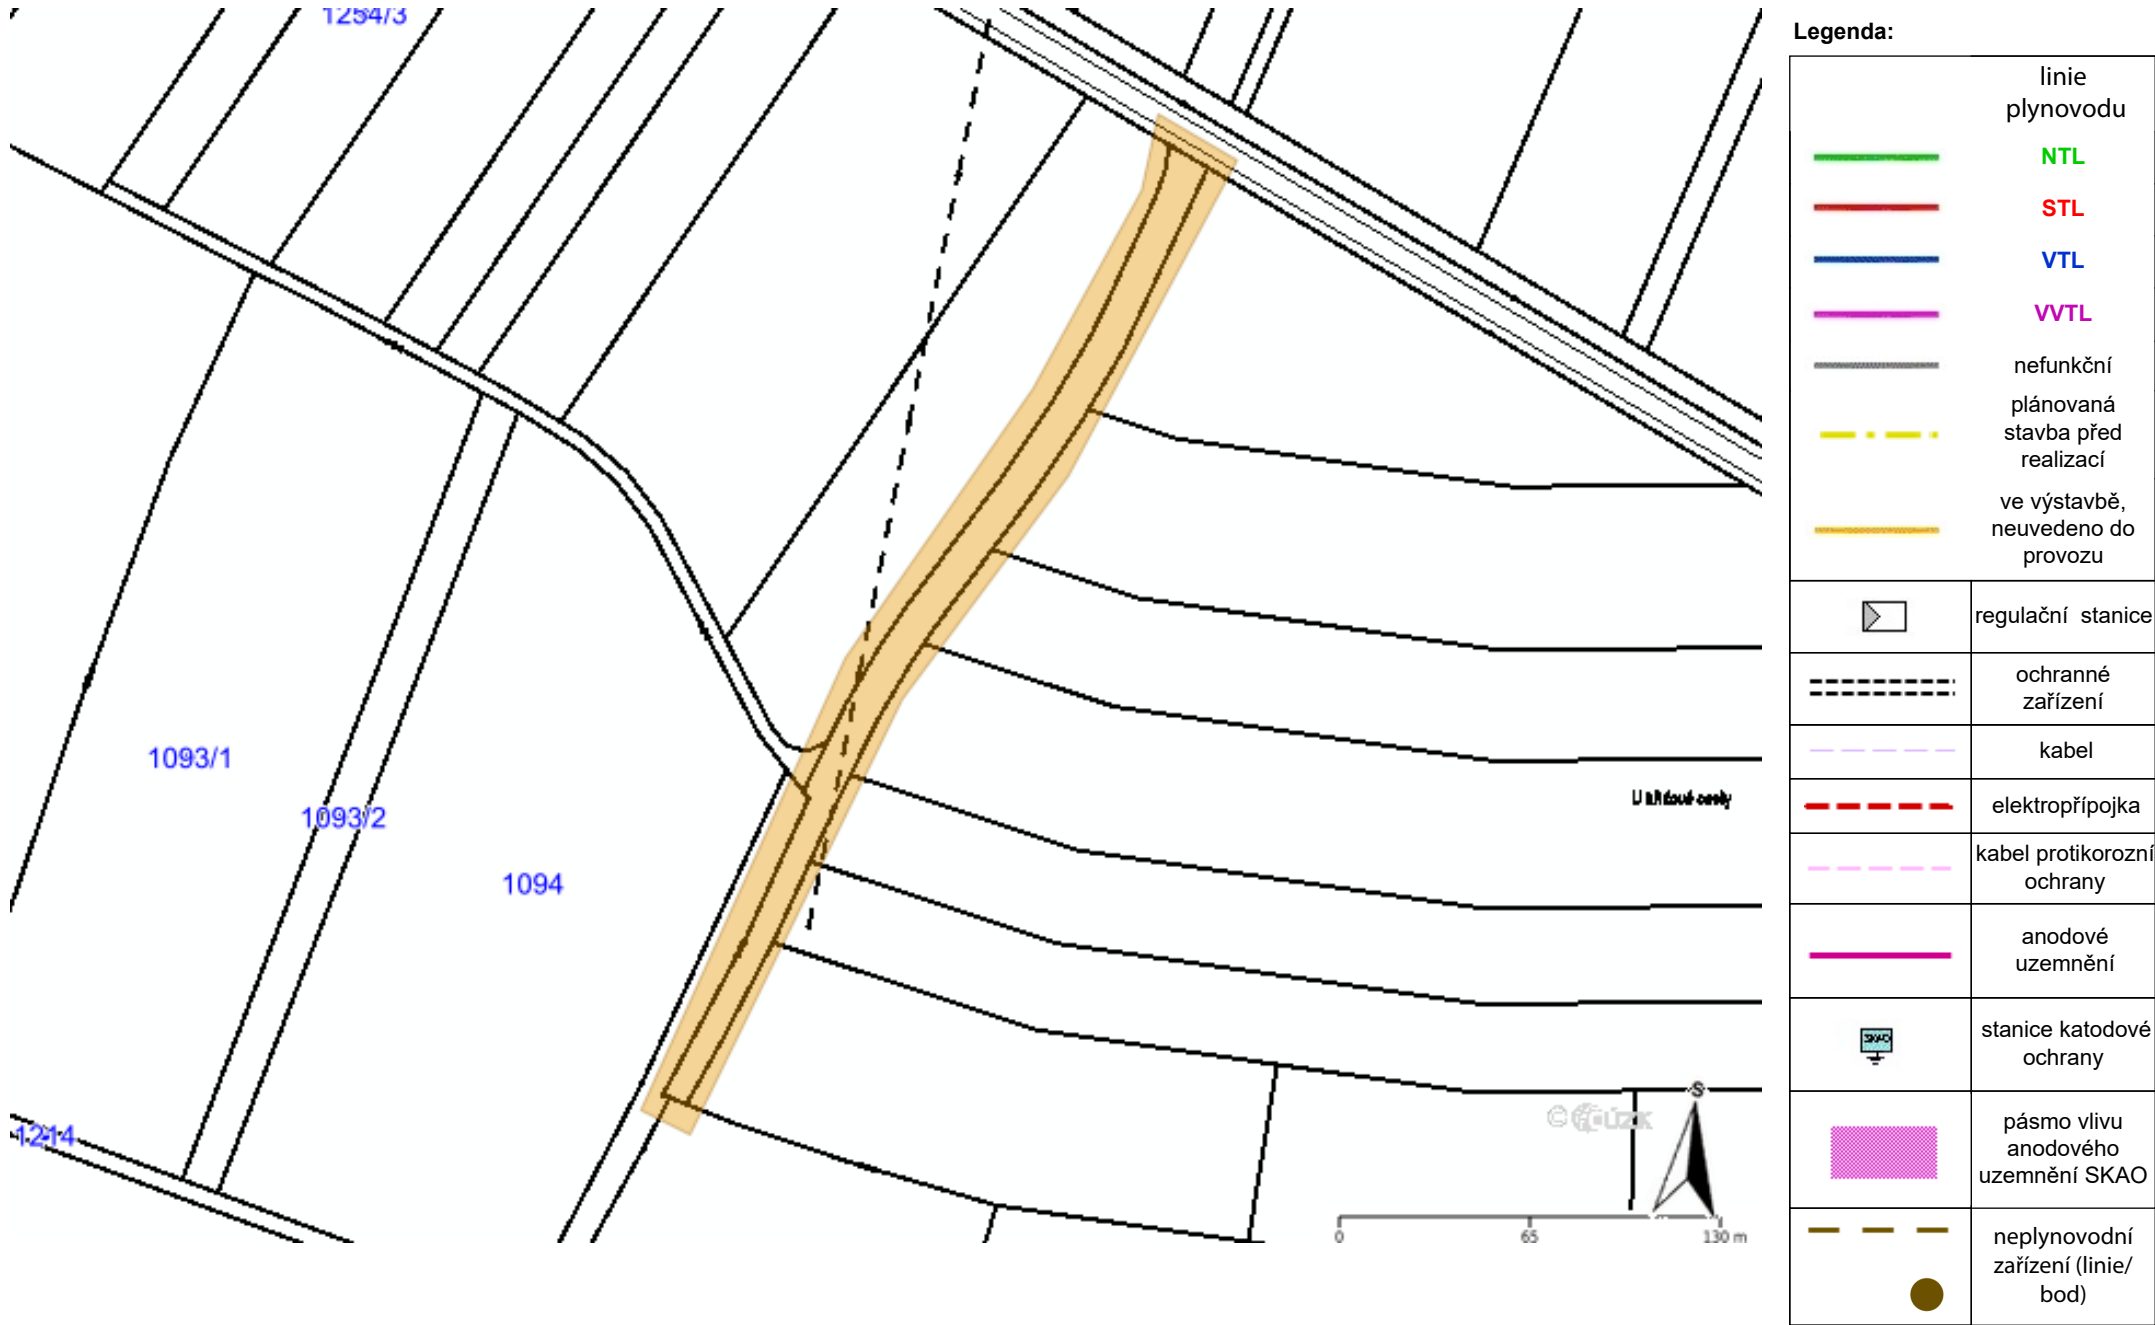 1254/3
1093/1
1093/2
1094
1214
S
0
65
130 m
Legenda:
linie
plynovodu
NTL
STL
VTL
VVTL
nefunkční
plánovaná
stavba před
realizací
ve výstavbě,
neuvedeno do
provozu
regulační stanice
ochranné
zařízení
kabel
elektropřípojka
kabel protikorozní
ochrany
anodové
uzemnění
SKAO
stanice katodové
ochrany
pásmo vlivu
anodového
uzemnění SKAO
neplynovodní
zařízení (linie/
bod)